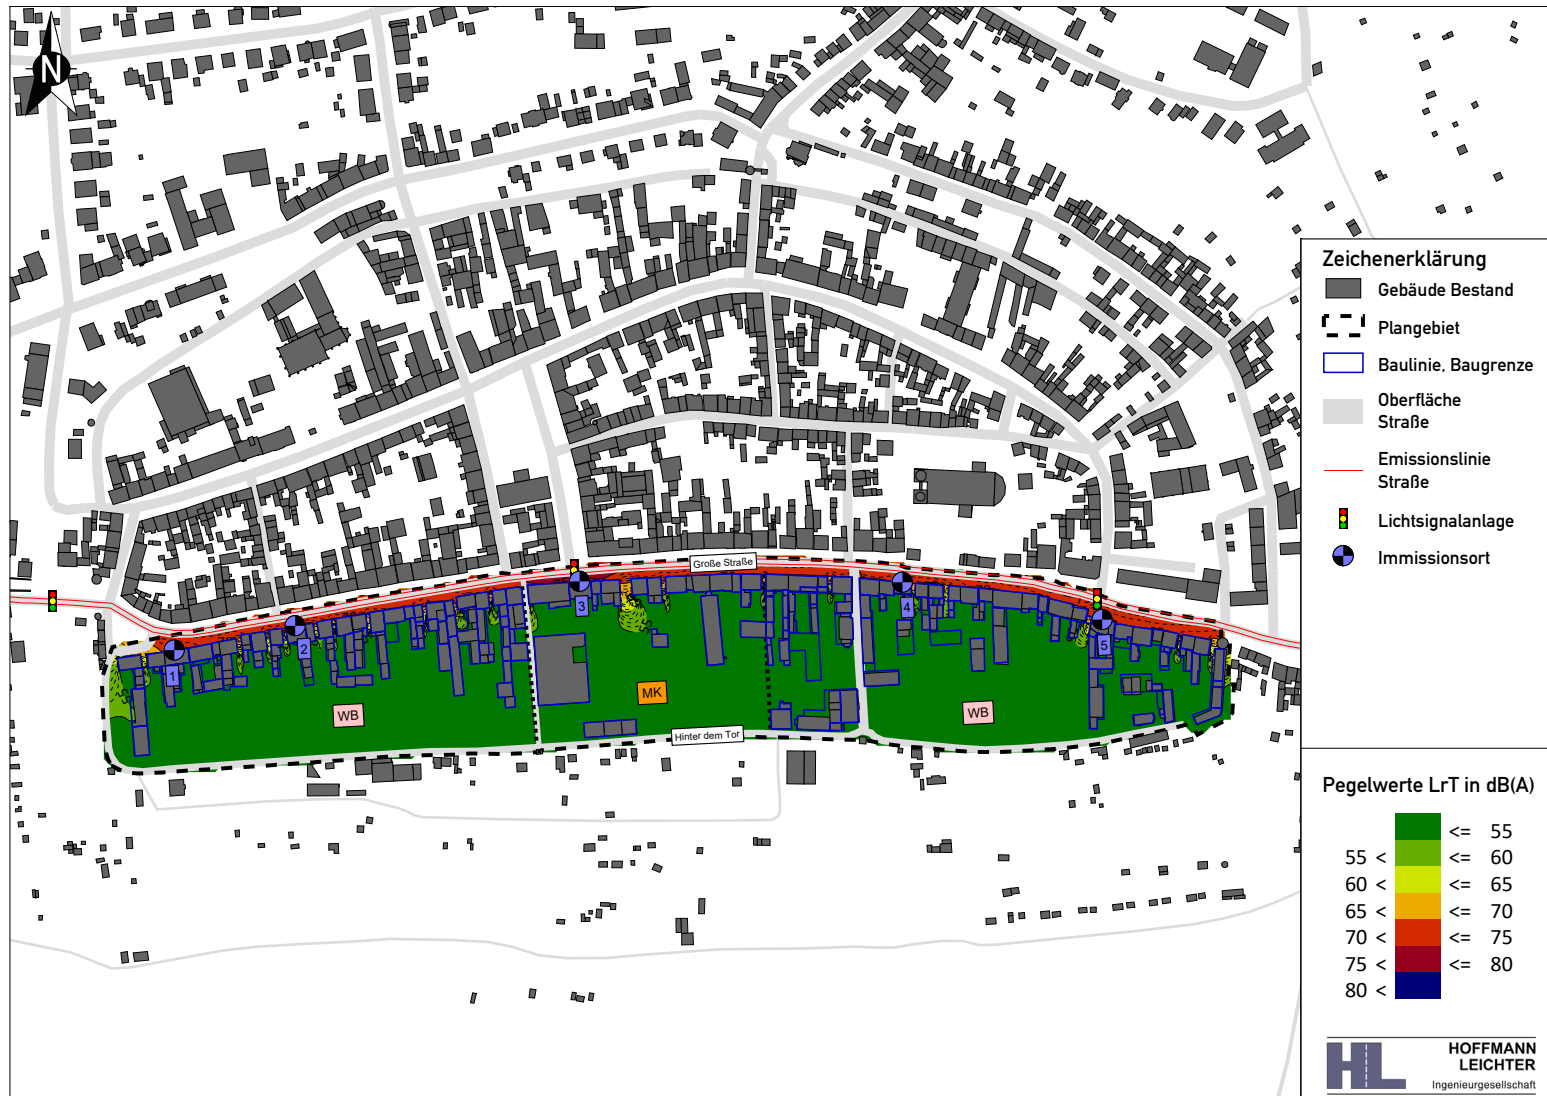 N
Große Straße
3
4
2
5
1
MK
WB
WB
Hinter dem Tor
Zeichenerklärung
Gebäude Bestand
Plangebiet
Baulinie, Baugrenze
Oberfläche
Straße
Emissionslinie
Straße
Lichtsignalanlage
Immissionsort
Pegelwerte LrT in dB(A)
<= 55
55 < <= 60
60 < <= 65
65 < <= 70
70 < <= 75
75 < <= 80
80 <
HL
HOFFMANN
LEICHTER
Ingenieurgesellschaft